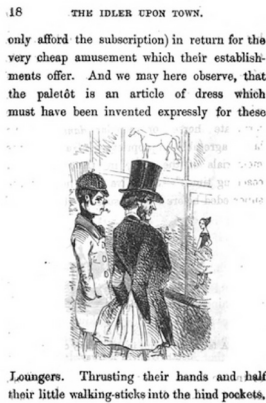 18 THE IDLER UPON TOWN.
only afford the subscription) in return for the
very cheap amusement which their establish-
ments offer. And we may here observe, that
the paletôt is an article of dress which
must have been invented expressly for these
Loungers. Thrusting their hands and half
their little walking-sticks into the hind pockets,